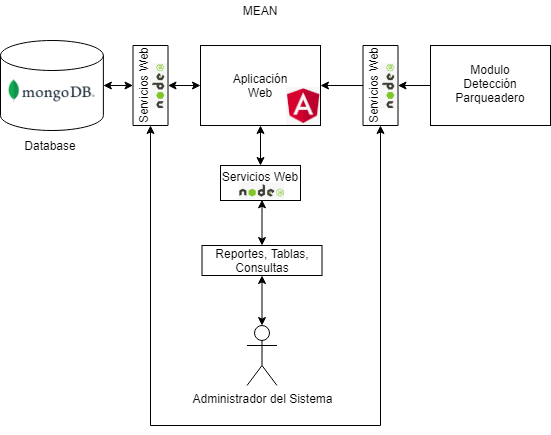 MEAN
mongoDB.
Database
Servicios Web
node
Aplicación
Web
A
Servicios Web
node
Modulo
Detección
Parqueadero
Servicios Web
node
JS
Reportes, Tablas,
Consultas
Administrador del Sistema